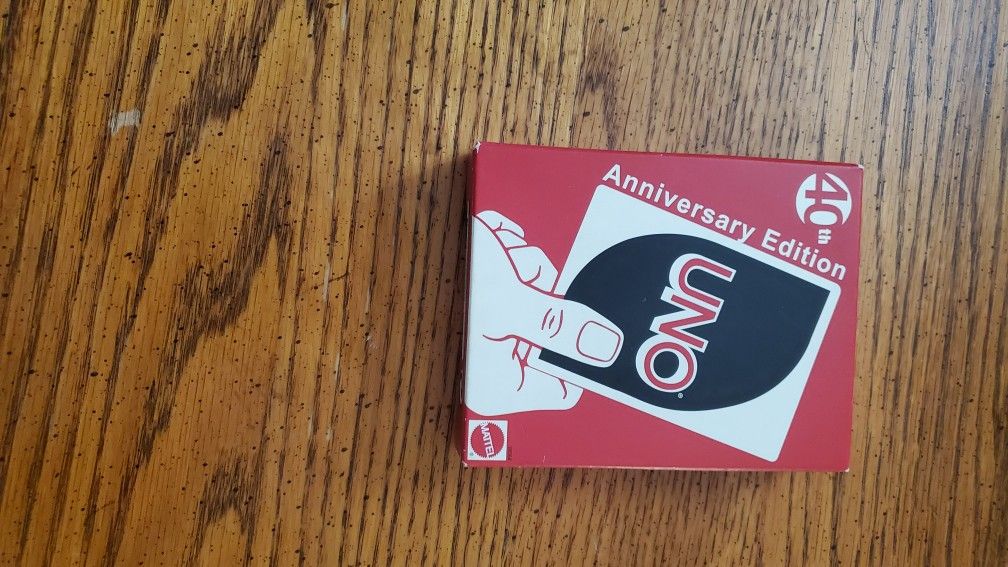 40th
Anniversary Edition
UNO
MATTEL